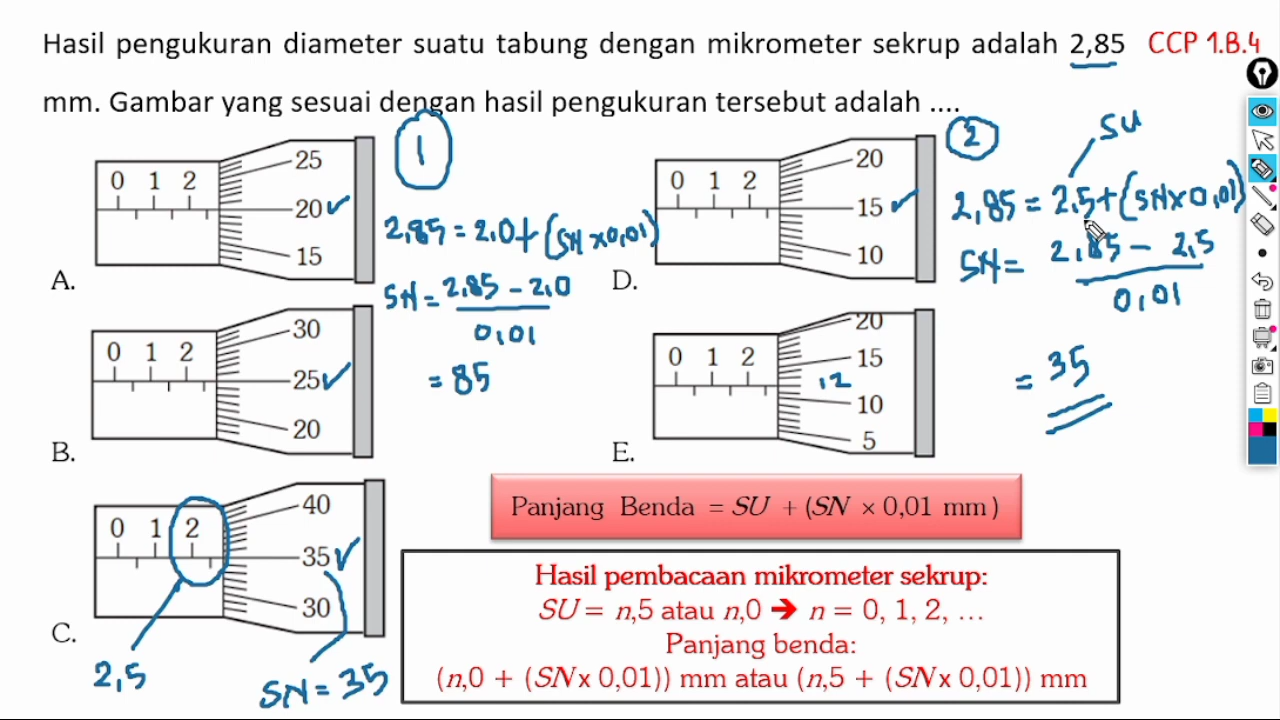 Hasil pengukuran diameter suatu tabung dengan mikrometer sekrup adalah 2,85 CCP 1.B.4
mm. Gambar yang sesuai dengan hasil pengukuran tersebut adalah ....
A.
0 1 2
25
20
15
1
2,85 = 2.0 + (SN x 0,01)
SN = 2,85 - 2,0
0,01
= 85
B.
0 1 2
30
25
20
C.
0 1 2
40
35
30
2,5
SN = 35
D.
0 1 2
20
15
10
2
SU
2,85 = 2.5 + (SN x 0,01)
SN = 2,85 - 2,5
0,01
= 35
E.
0 1 2
20
15
12
10
5
Panjang Benda = SU + (SN × 0,01 mm)
Hasil pembacaan mikrometer sekrup:
SU = n,5 atau n,0 ➔ n = 0, 1, 2, …
Panjang benda:
(n,0 + (SN x 0,01)) mm atau (n,5 + (SN x 0,01)) mm